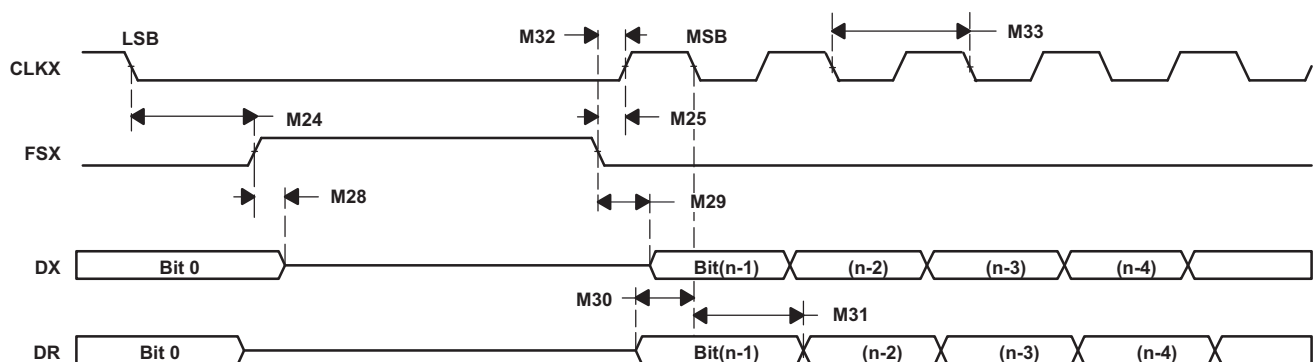 LSB
M32
MSB
M33
CLKX
M24
M25
FSX
M28
M29
DX
Bit 0
Bit(n-1)
(n-2)
(n-3)
(n-4)
M30
M31
DR
Bit 0
Bit(n-1)
(n-2)
(n-3)
(n-4)